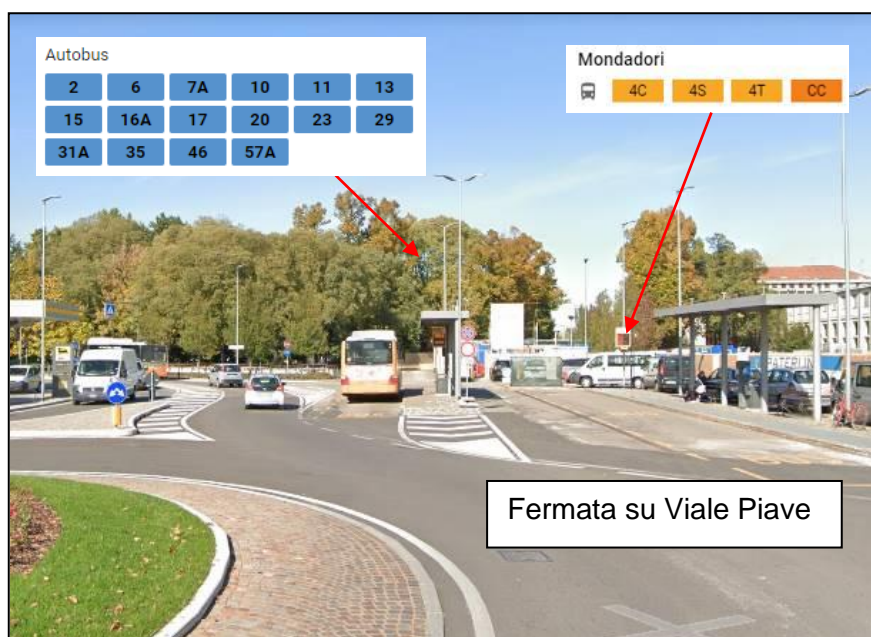 Autobus
2 6 7A 10 11 13
15 16A 17 20 23 29
31A 35 46 57A
Mondadori
4C 4S 4T CC
Fermata su Viale Piave